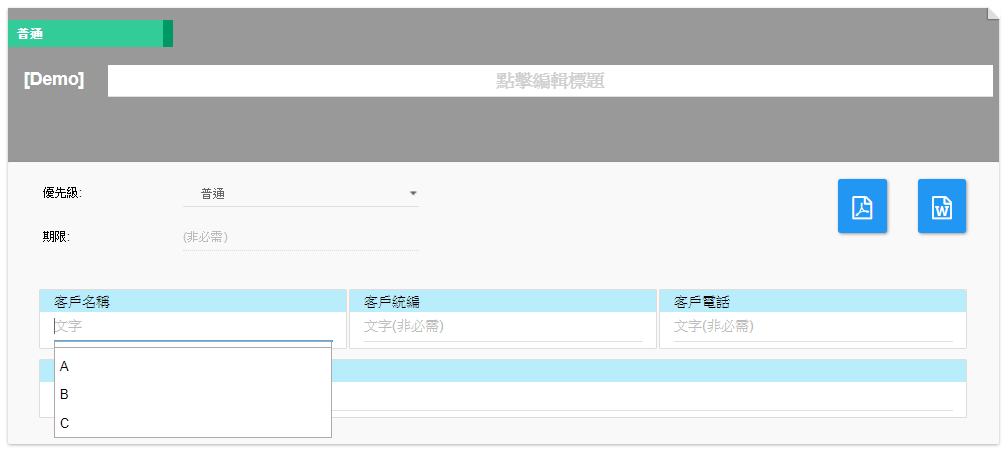 普通
[Demo]
點擊編輯標題
優先級:
普通
期限:
(非必需)
客戶名稱
客戶統編
客戶電話
文字
文字(非必需)
文字(非必需)
A
B
C